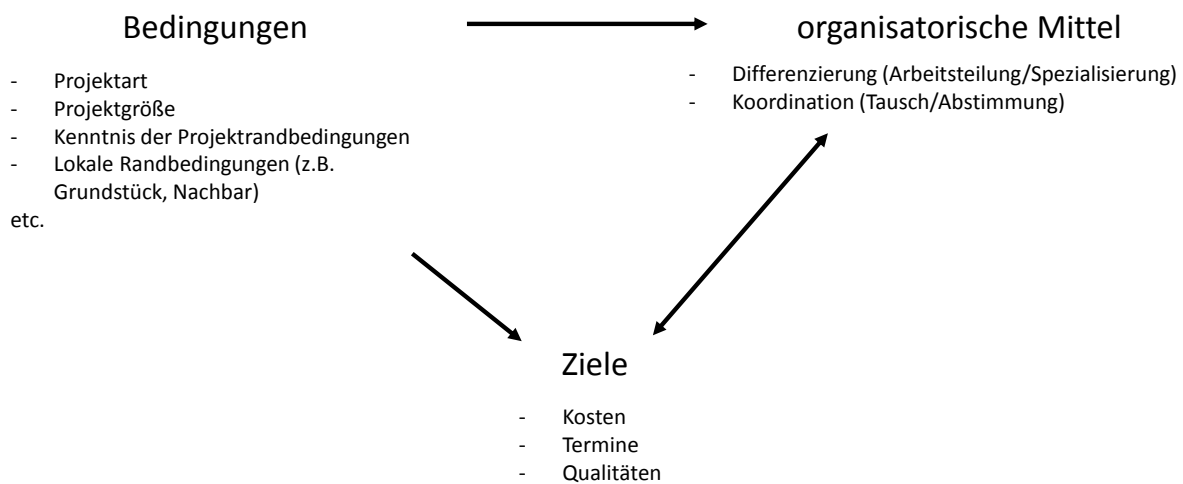 Bedingungen
- Projektart
- Projektgröße
- Kenntnis der Projektrandbedingungen
- Lokale Randbedingungen (z.B.
Grundstück, Nachbar)
etc.
organisatorische Mittel
- Differenzierung (Arbeitsteilung/Spezialisierung)
- Koordination (Tausch/Abstimmung)
Ziele
- Kosten
- Termine
- Qualitäten